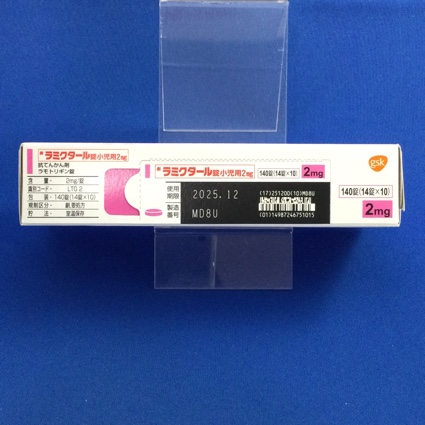 ラミクタール錠小児用2mg
抗てんかん剤
ラモトリギン錠
含量- 2mg/錠
識別コード- LTG 2
包装- 140錠(14錠×10)
規制区分- 劇,要処方
貯法- 室温保存
ラミクタール錠小児用2mg 140錠(14錠×10) 2mg
使用期限 2025.12
製造番号 MD8U
(17)251200(10)MD8U
(01)14987246751015
gsk
140錠(14錠×10)
2mg